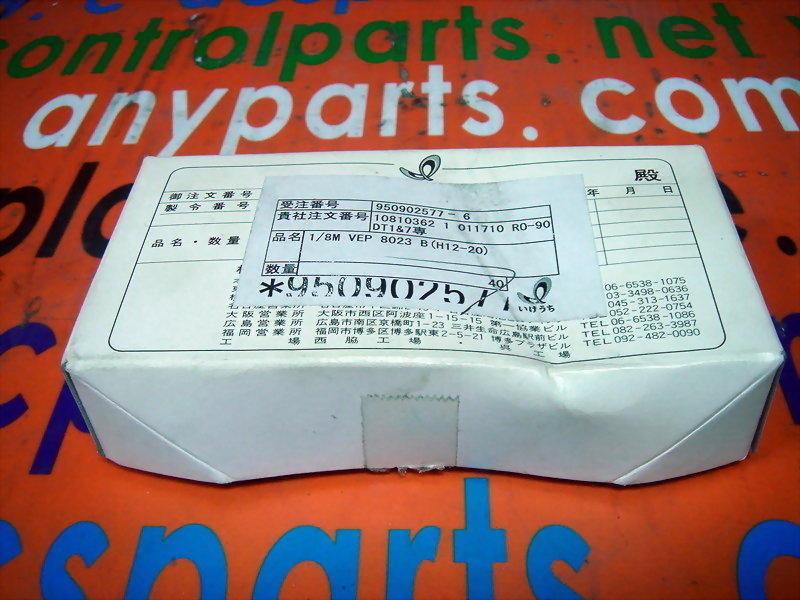 controlparts. net
anyparts. com
殿
御注文番号
年 月 日
製令番号
品名・数量
受注番号 950902577-6
貴社注文番号 10810362 1 011710 R0-90
DT1&7専
品名 1/8M VEP 8023 B(H12-20)
数量 40
いけうち
06-6538-1075
03-3498-0636
045-313-1637
052-222-0754
大阪営業所 大阪市西区阿波座1-15-15 第一協業ビル TEL 06-6538-1086
広島営業所 広島市南区京橋町1-23 三井生命広島駅前ビル TEL 082-263-3987
福岡営業所 福岡市博多区博多駅東2-5-21 博多プラザビル TEL 092-482-0090
工場 西脇工場・呉工場